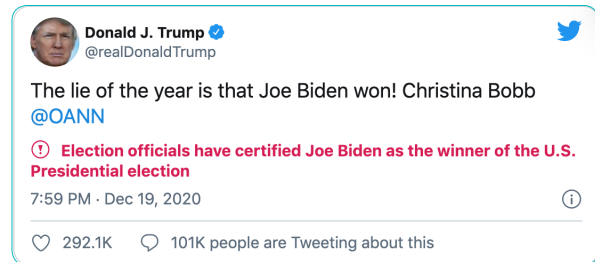 Donald J. Trump
@realDonaldTrump
The lie of the year is that Joe Biden won! Christina Bobb
@OANN
Election officials have certified Joe Biden as the winner of the U.S.
Presidential election
7:59 PM · Dec 19, 2020
292.1K 101K people are Tweeting about this